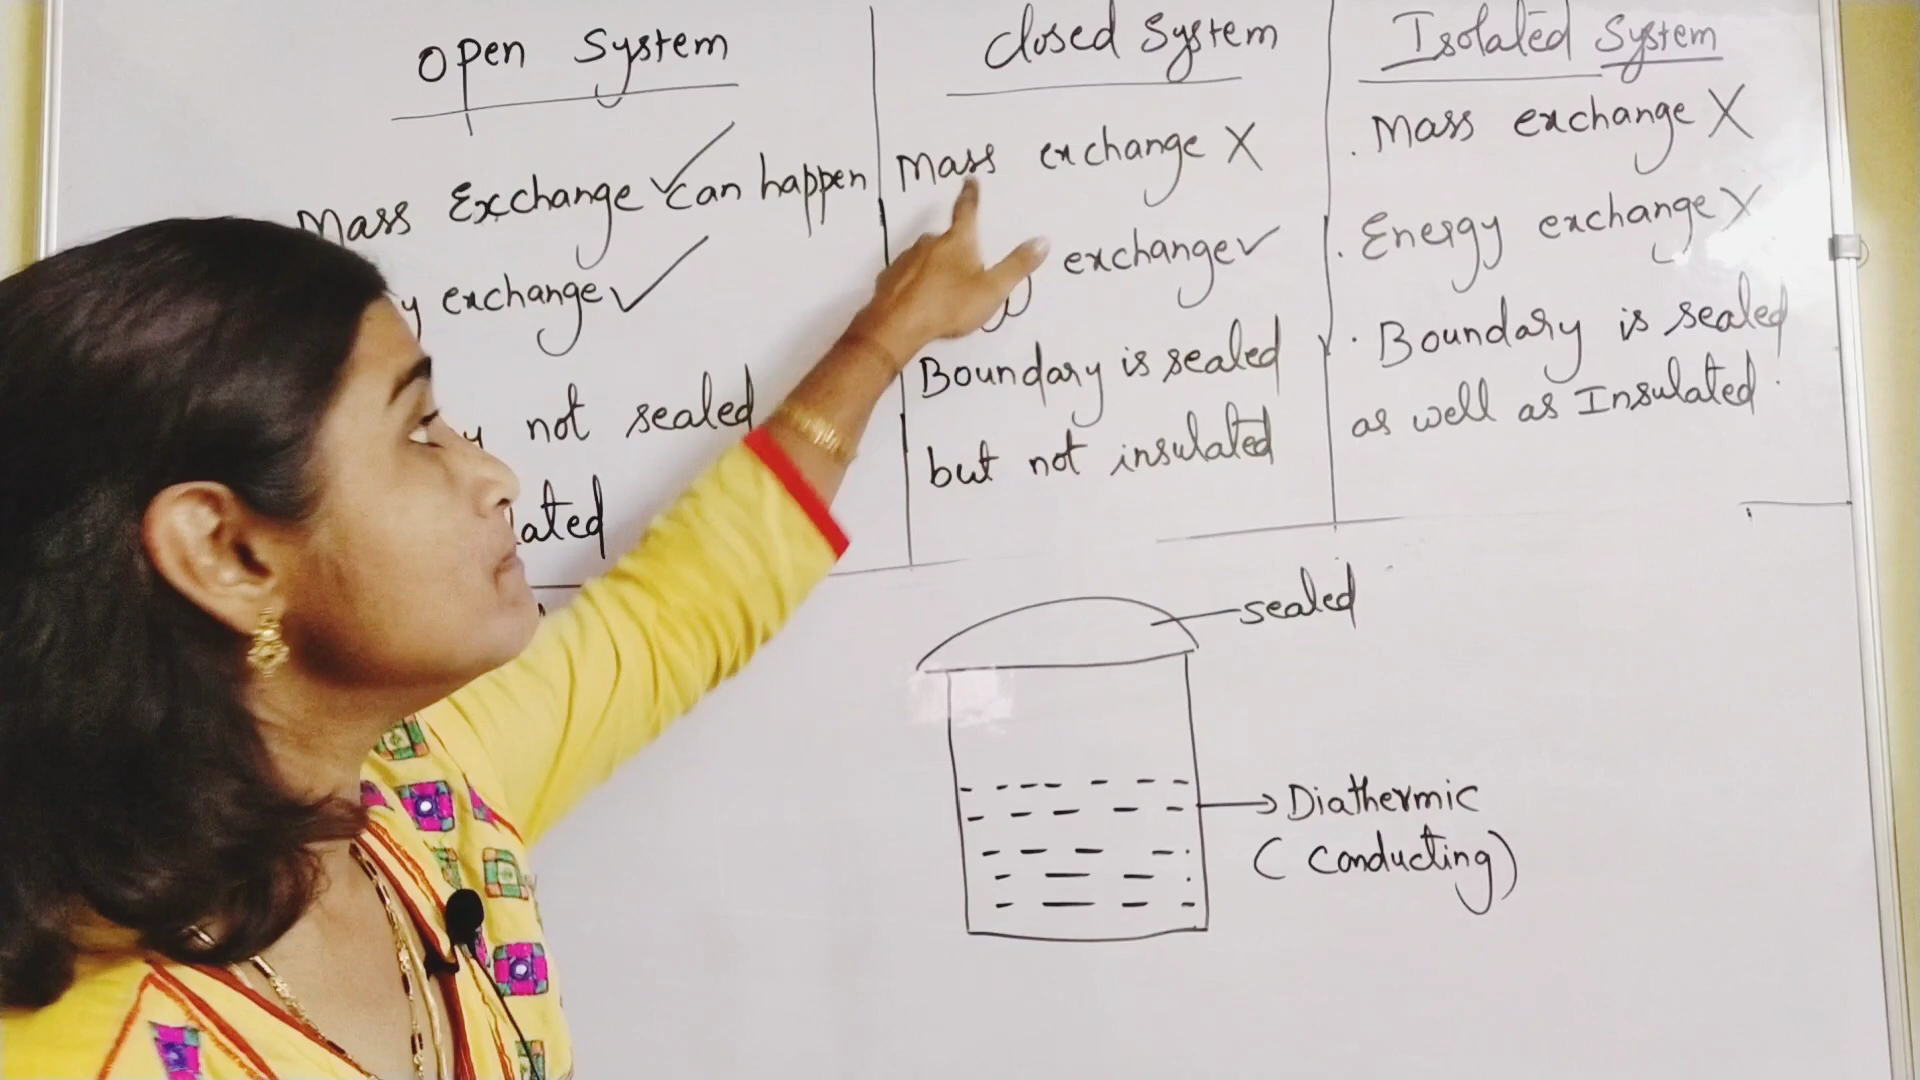 Open System
Mass Exchange ✓ can happen
y exchange ✓
y not sealed
lated
Closed System
Mass exchange X
exchange ✓
Boundary is sealed
but not insulated
Isolated System
. Mass exchange X
. Energy exchange X
. Boundary is sealed
as well as Insulated.
sealed
Diathermic
(Conducting)